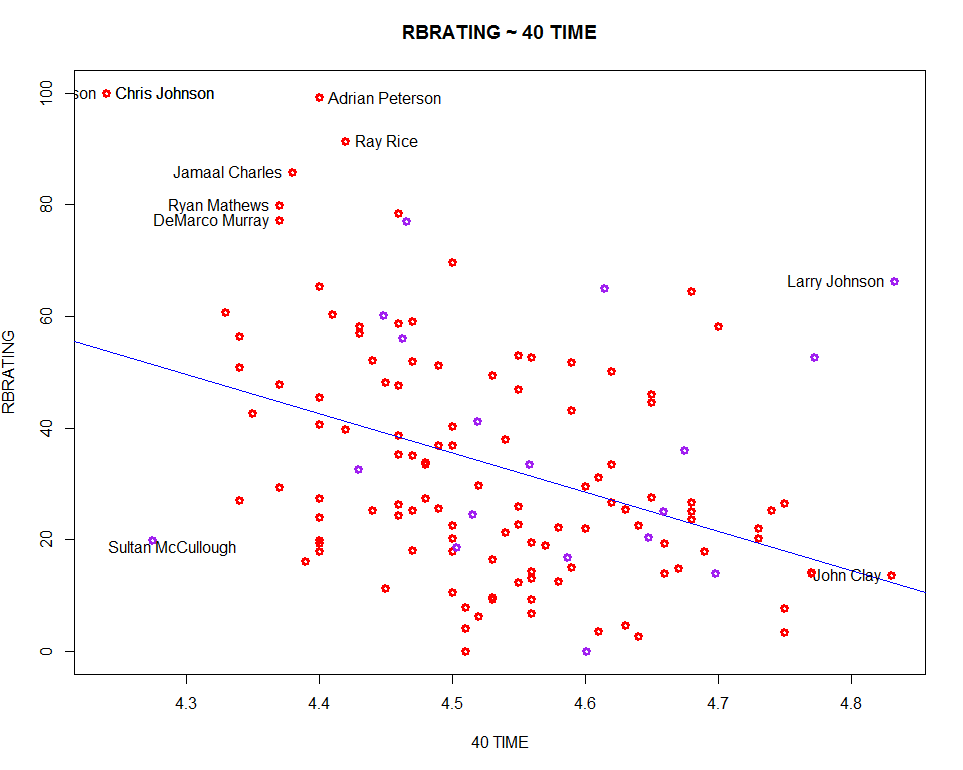 RBRATING ~ 40 TIME
son Chris Johnson
Adrian Peterson
Ray Rice
Jamaal Charles
Ryan Mathews
DeMarco Murray
Larry Johnson
Sultan McCullough
John Clay
RBRATING
100
80
60
40
20
0
4.3 4.4 4.5 4.6 4.7 4.8
40 TIME